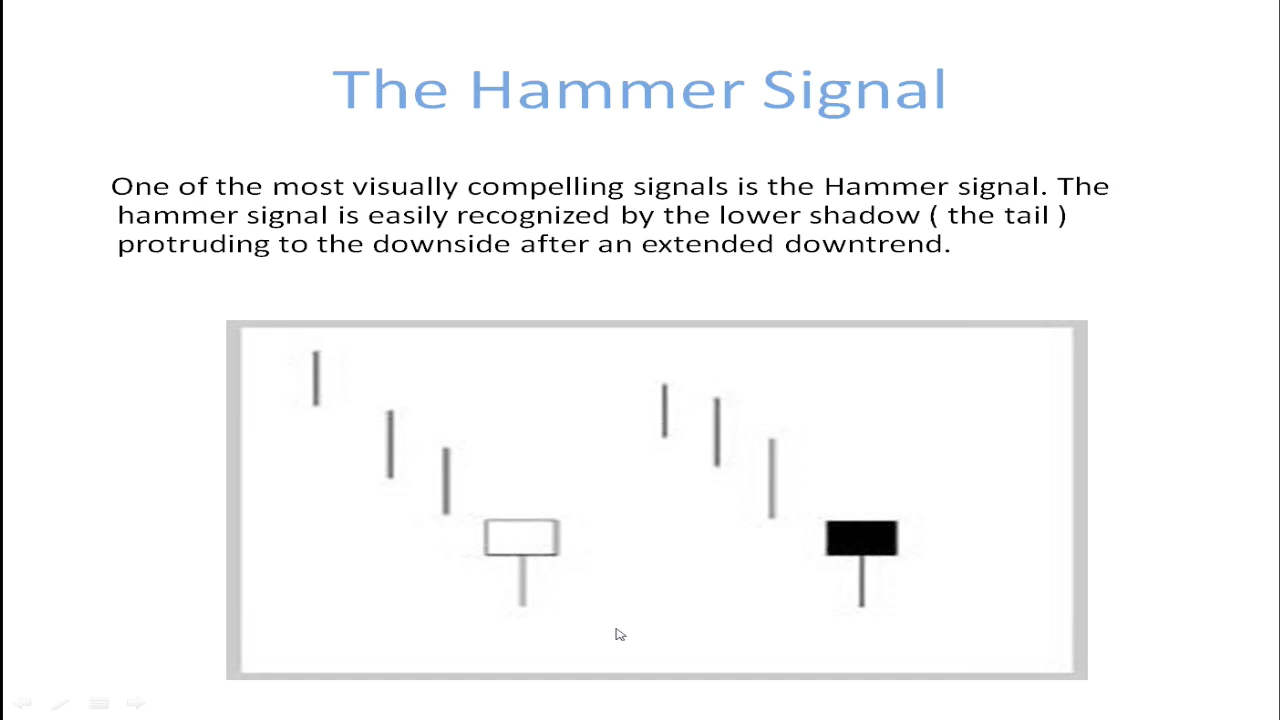 The Hammer Signal
One of the most visually compelling signals is the Hammer signal. The
hammer signal is easily recognized by the lower shadow ( the tail )
protruding to the downside after an extended downtrend.